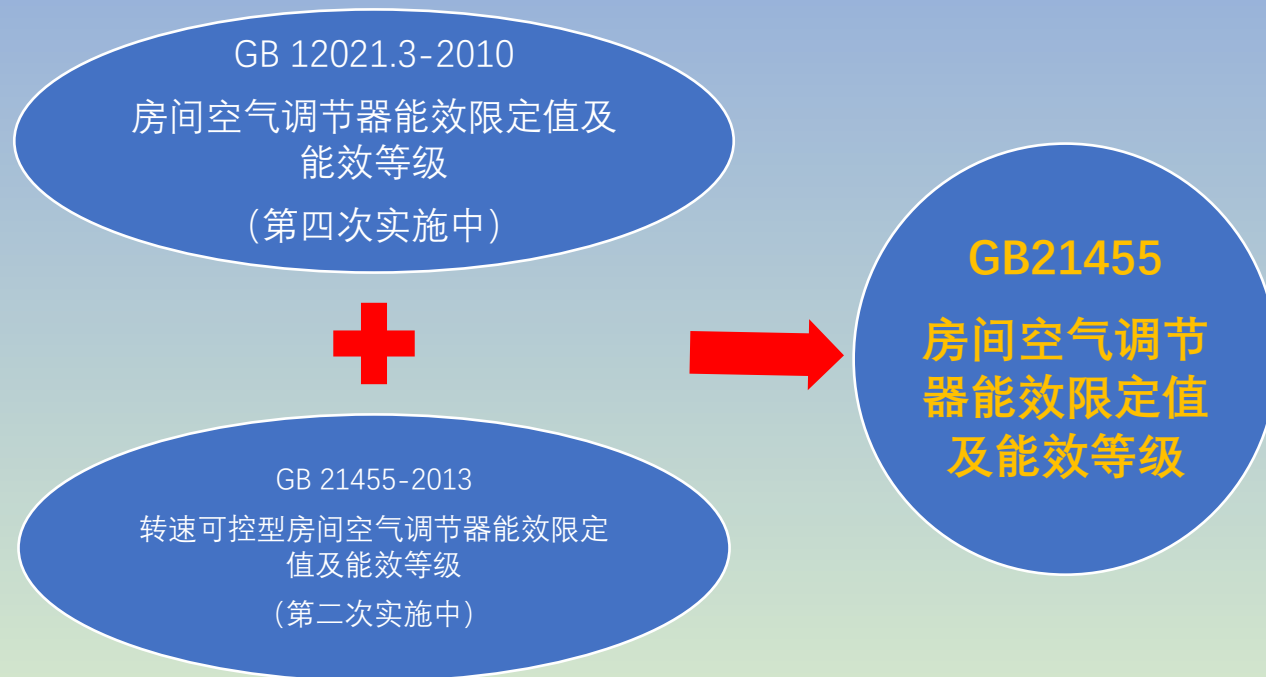 GB 12021.3-2010
房间空气调节器能效限定值及
能效等级
（第四次实施中）
GB 21455-2013
转速可控型房间空气调节器能效限定
值及能效等级
（第二次实施中）
GB21455
房间空气调节
器能效限定值
及能效等级